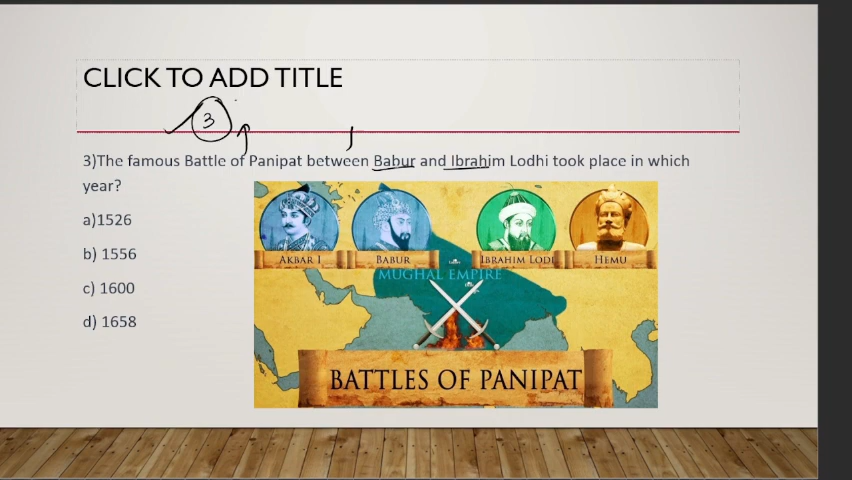 CLICK TO ADD TITLE
3
3)The famous Battle of Panipat between Babur and Ibrahim Lodhi took place in which
year?
a)1526
b) 1556
c) 1600
d) 1658
AKBAR I BABUR IBRAHIM LODI HEMU
MUGHAL EMPIRE
BATTLES OF PANIPAT